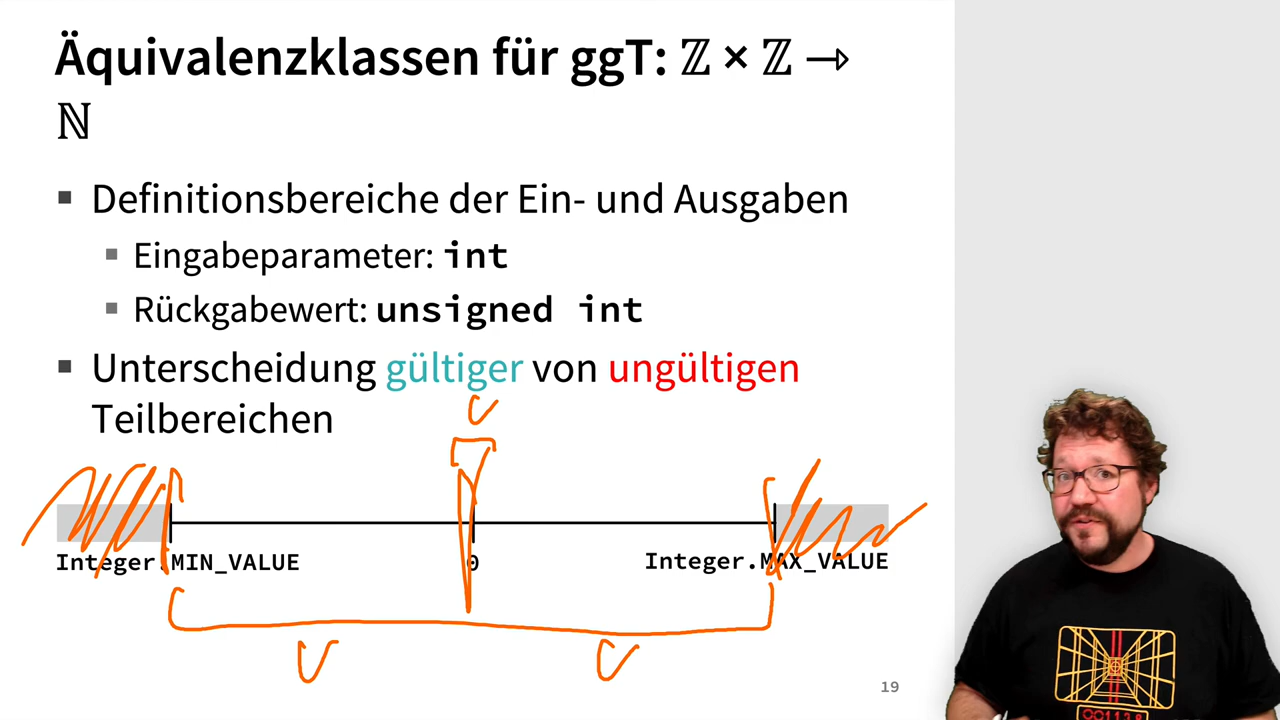 Äquivalenzklassen für ggT: ℤ × ℤ ⇾
ℕ
▪ Definitionsbereiche der Ein- und Ausgaben
▪ Eingabeparameter: int
▪ Rückgabewert: unsigned int
▪ Unterscheidung gültiger von ungültigen
Teilbereichen
Integer.MIN_VALUE 0 Integer.MAX_VALUE
19